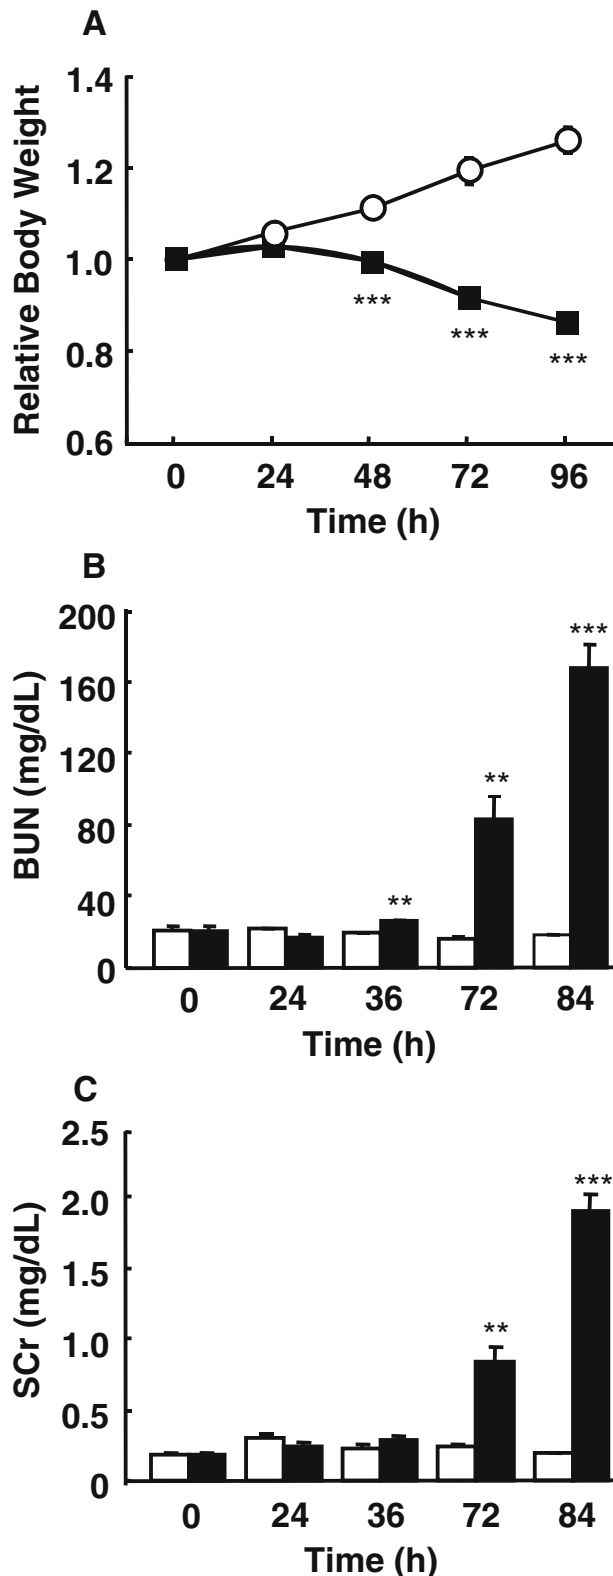 A
1.4
1.2
1.0
0.8
0.6
Relative Body Weight
***
***
***
0 24 48 72 96
Time (h)
B
200
160
120
80
40
0
BUN (mg/dL)
**
**
***
0 24 36 72 84
Time (h)
C
2.5
2.0
1.5
1.0
0.5
0
SCr (mg/dL)
**
***
0 24 36 72 84
Time (h)